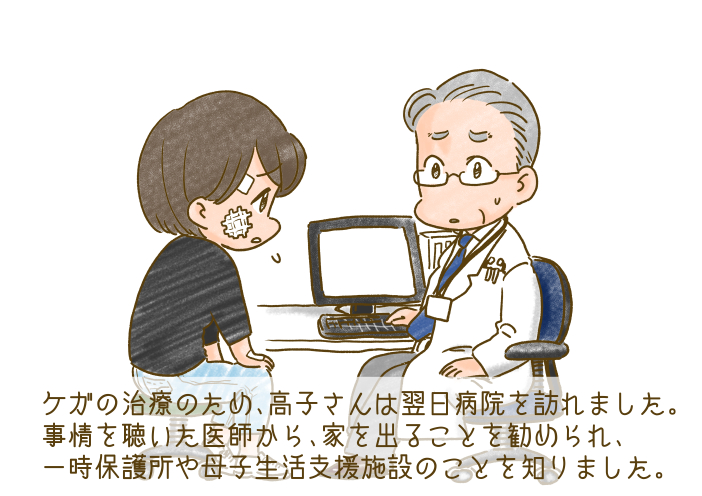 ケガの治療のため、高子さんは翌日病院を訪れました。
事情を聴いた医師から、家を出ることを勧められ、
一時保護所や母子生活支援施設のことを知りました。